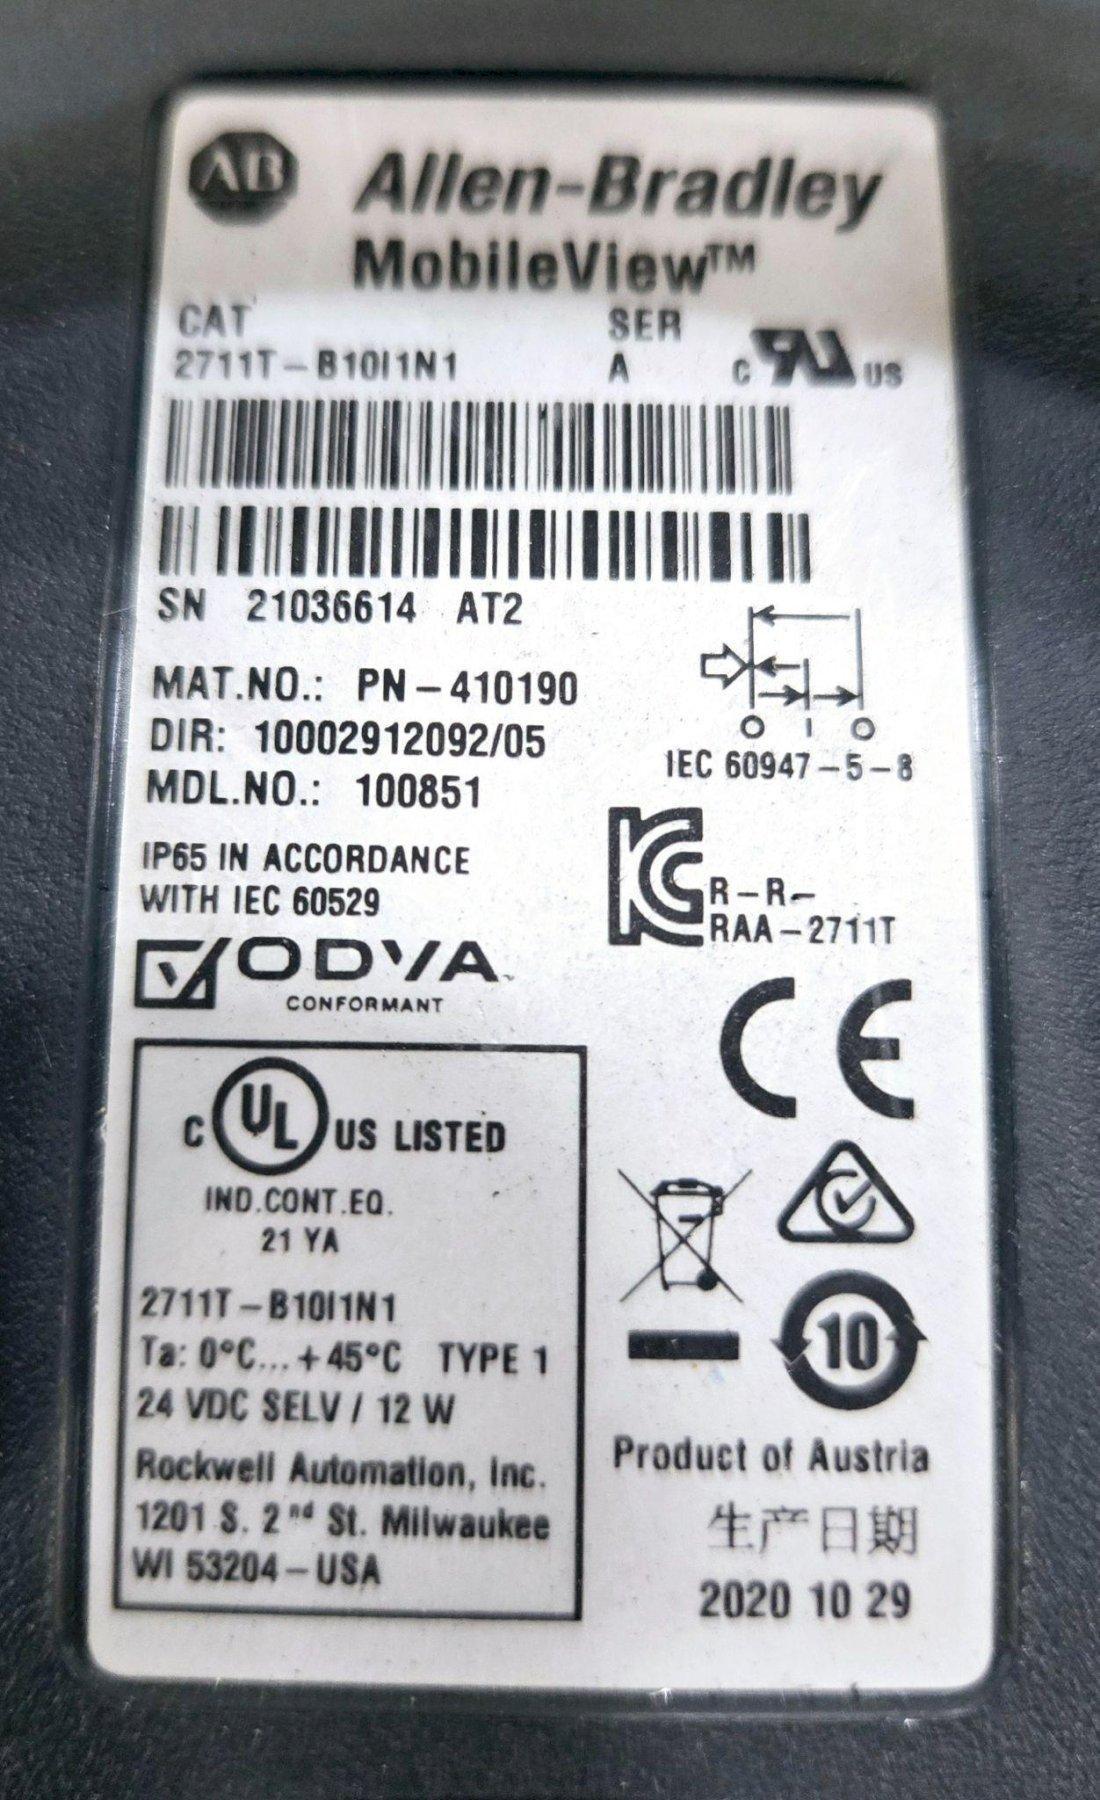 AB Allen-Bradley
MobileView™
CAT SER
2711T-B10I1N1 A
c RU US
SN 21036614 AT2
MAT.NO.: PN-410190
DIR: 10002912092/05
MDL.NO.: 100851
O I O
IEC 60947-5-8
IP65 IN ACCORDANCE
WITH IEC 60529
KC R-R-
RAA-2711T
ODVA
CONFORMANT
CE
C UL US LISTED
IND.CONT.EQ.
21 YA
2711T-B10I1N1
Ta: 0°C...+45°C TYPE 1
24 VDC SELV / 12 W
Rockwell Automation, Inc.
1201 S. 2nd St. Milwaukee
WI 53204-USA
10
Product of Austria
生产日期
2020 10 29